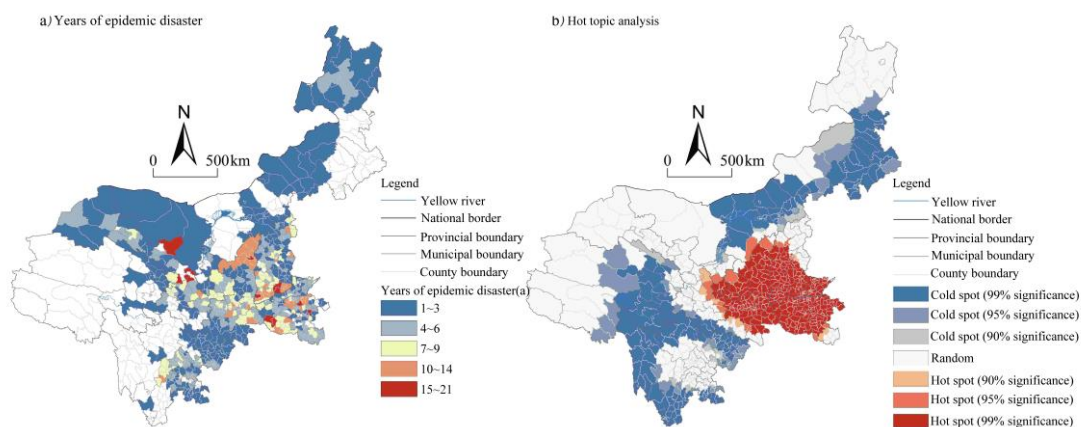 a) Years of epidemic disaster
N
0 500km
Legend
Yellow river
National border
Provincial boundary
Municipal boundary
County boundary
Years of epidemic disaster(a)
1~3
4~6
7~9
10~14
15~21
b) Hot topic analysis
N
0 500km
Legend
Yellow river
National border
Provincial boundary
Municipal boundary
County boundary
Cold spot (99% significance)
Cold spot (95% significance)
Cold spot (90% significance)
Random
Hot spot (90% significance)
Hot spot (95% significance)
Hot spot (99% significance)